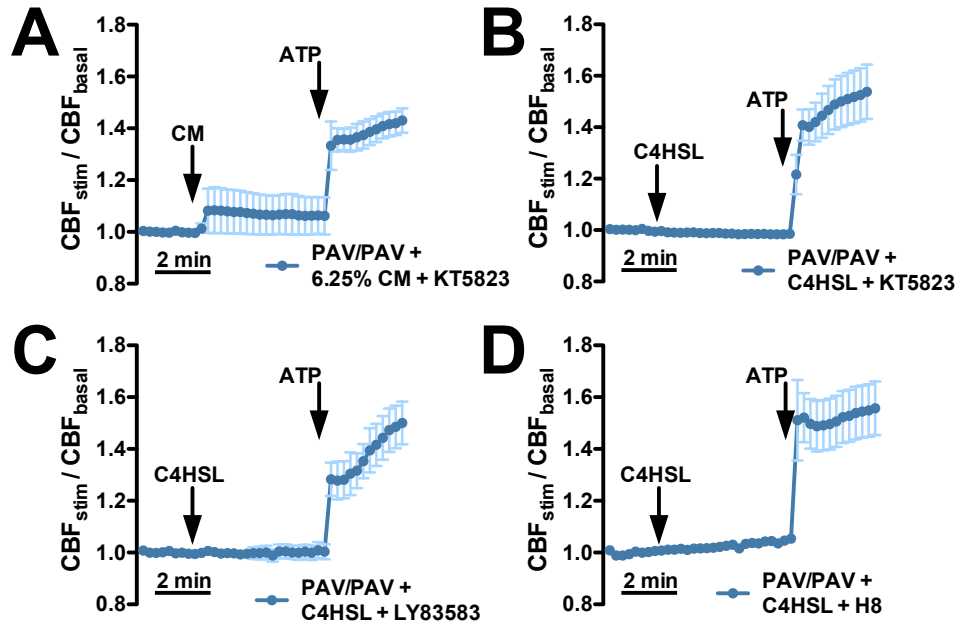 A
CBFstim / CBFbasal
1.8
1.6
1.4
1.2
1.0
0.8
CM
ATP
2 min
PAV/PAV +
6.25% CM + KT5823
B
CBFstim / CBFbasal
1.8
1.6
1.4
1.2
1.0
0.8
C4HSL
ATP
2 min
PAV/PAV +
C4HSL + KT5823
C
CBFstim / CBFbasal
1.8
1.6
1.4
1.2
1.0
0.8
C4HSL
ATP
2 min
PAV/PAV +
C4HSL + LY83583
D
CBFstim / CBFbasal
1.8
1.6
1.4
1.2
1.0
0.8
C4HSL
ATP
2 min
PAV/PAV +
C4HSL + H8